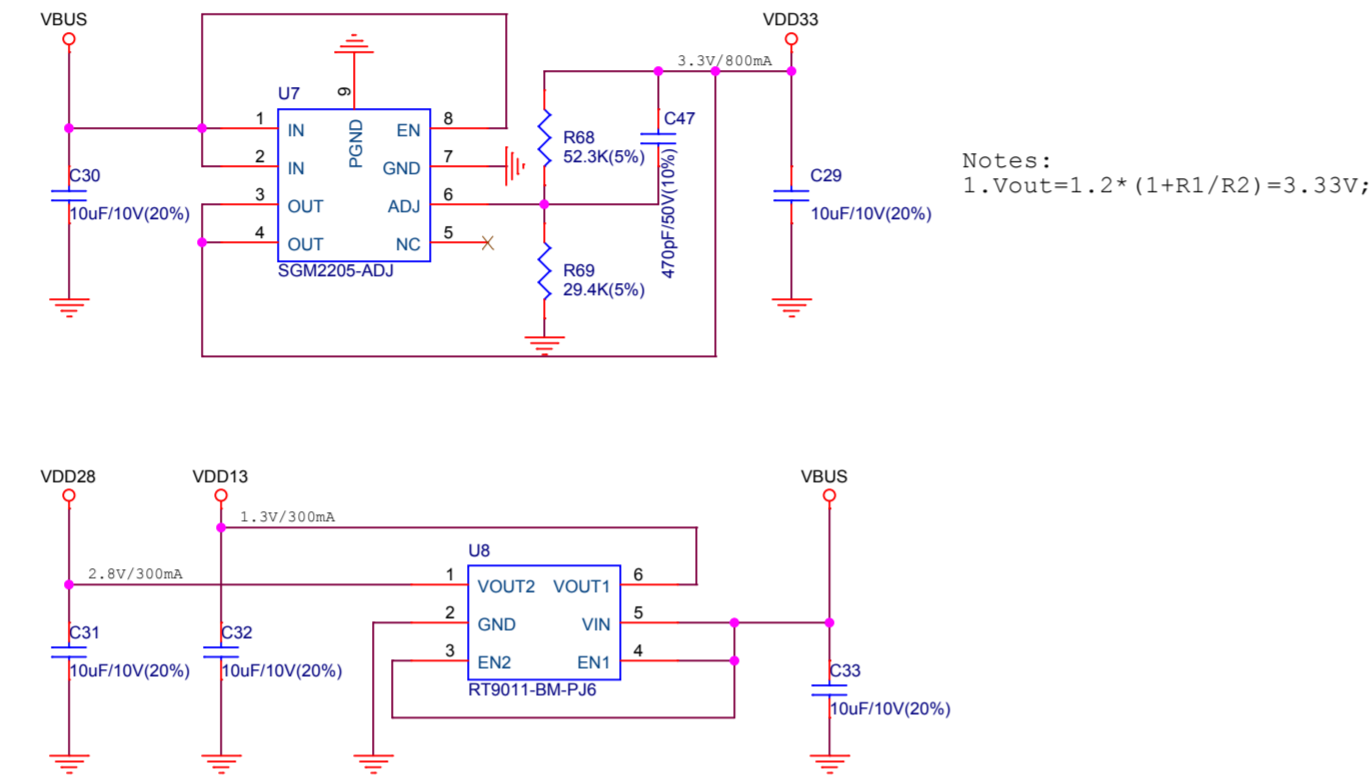 VBUS
VDD33
3.3V/800mA
U7
9
C47
1
IN
PGND
EN
8
R68
52.3K(5%)
Notes:
1.Vout=1.2*(1+R1/R2)=3.33V;
2
IN
GND
7
C30
10uF/10V(20%)
470pF/50V(10%)
C29
10uF/10V(20%)
3
OUT
ADJ
6
4
OUT
NC
5
SGM2205-ADJ
R69
29.4K(5%)
VDD28
VDD13
VBUS
1.3V/300mA
U8
2.8V/300mA
1
VOUT2
VOUT1
6
2
GND
VIN
5
C31
10uF/10V(20%)
C32
10uF/10V(20%)
3
EN2
EN1
4
RT9011-BM-PJ6
C33
10uF/10V(20%)